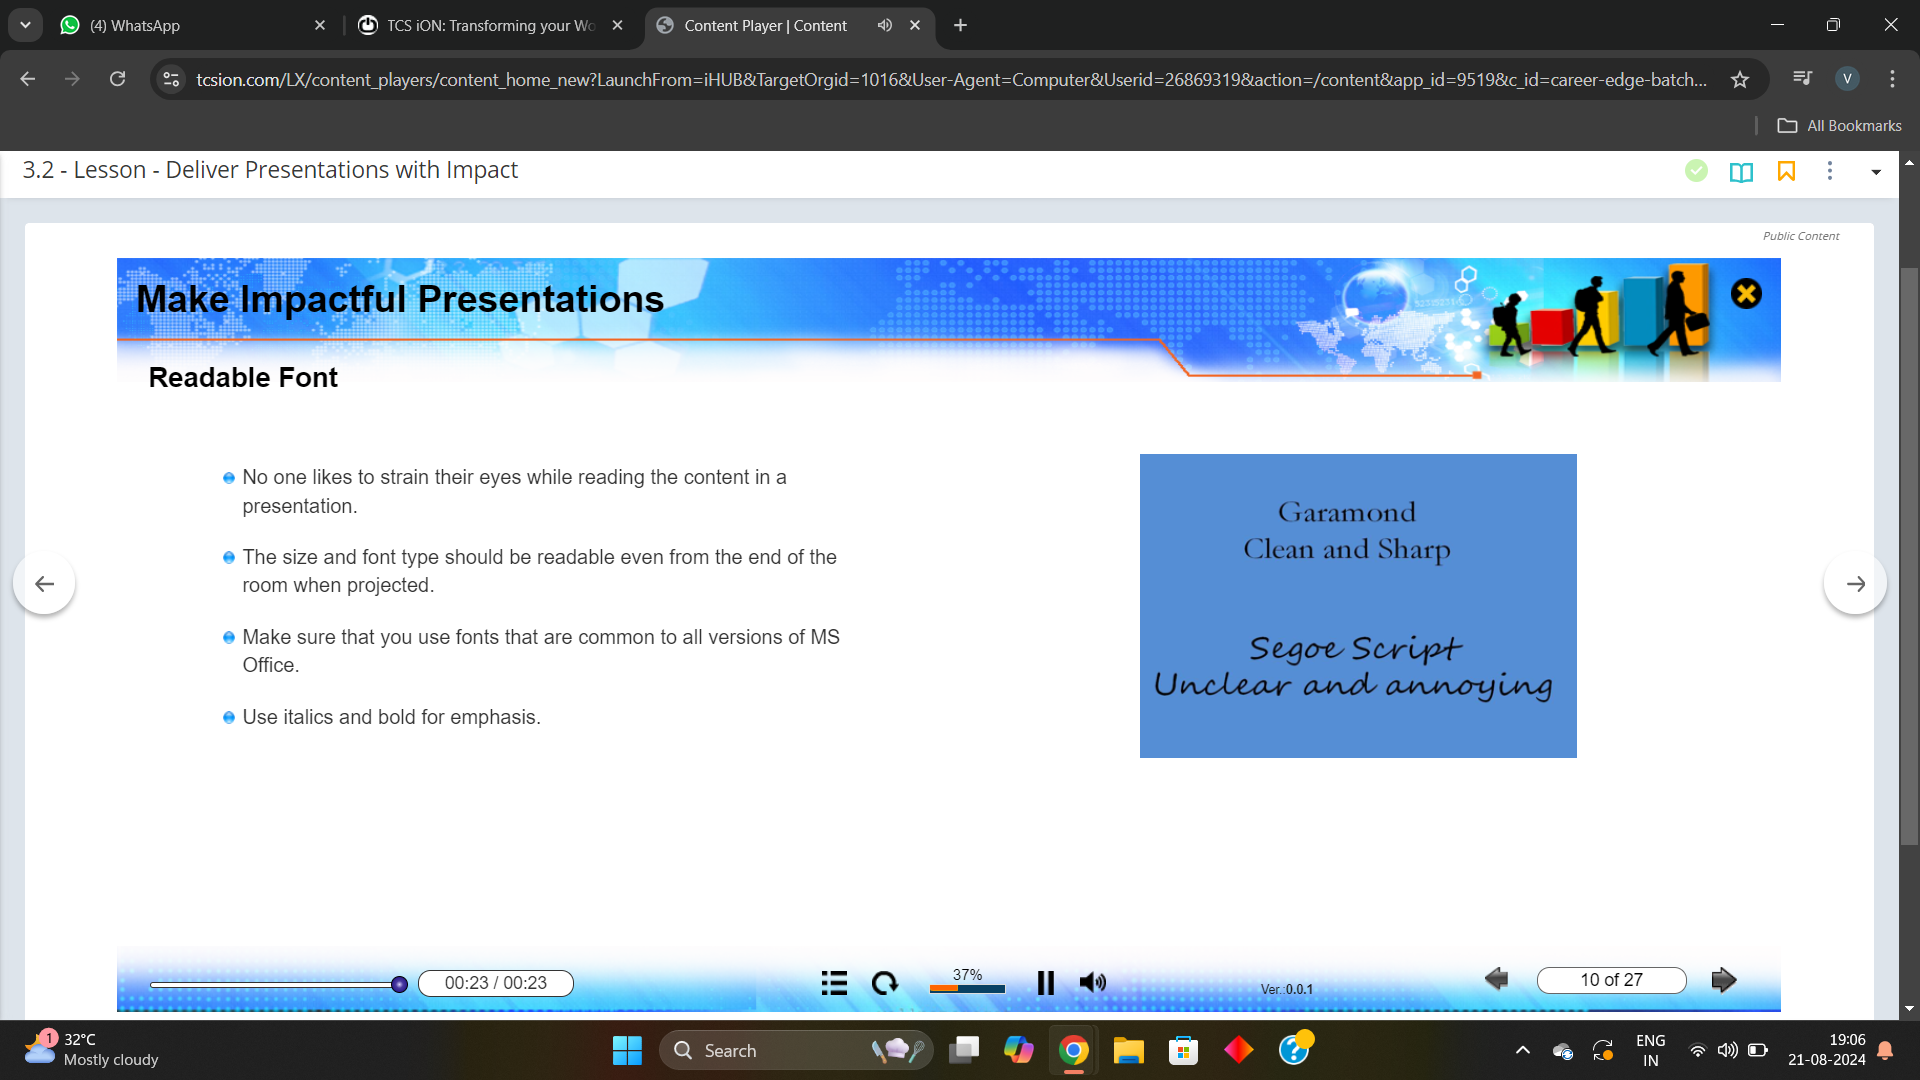 (4) WhatsApp
TCS iON: Transforming your Wo
Content Player | Content
tcsion.com/LX/content_players/content_home_new?LaunchFrom=iHUB&TargetOrgid=1016&User-Agent=Computer&Userid=26869319&action=/content&app_id=9519&c_id=career-edge-batch...
V
All Bookmarks
3.2 - Lesson - Deliver Presentations with Impact
Public Content
Make Impactful Presentations
Readable Font
No one likes to strain their eyes while reading the content in a
presentation.
The size and font type should be readable even from the end of the
room when projected.
Make sure that you use fonts that are common to all versions of MS
Office.
Use italics and bold for emphasis.
Garamond
Clean and Sharp
Segoe Script
Unclear and annoying
00:23 / 00:23
37%
Ver.:0.0.1
10 of 27
1
32°C
Mostly cloudy
Search
ENG
IN
19:06
21-08-2024